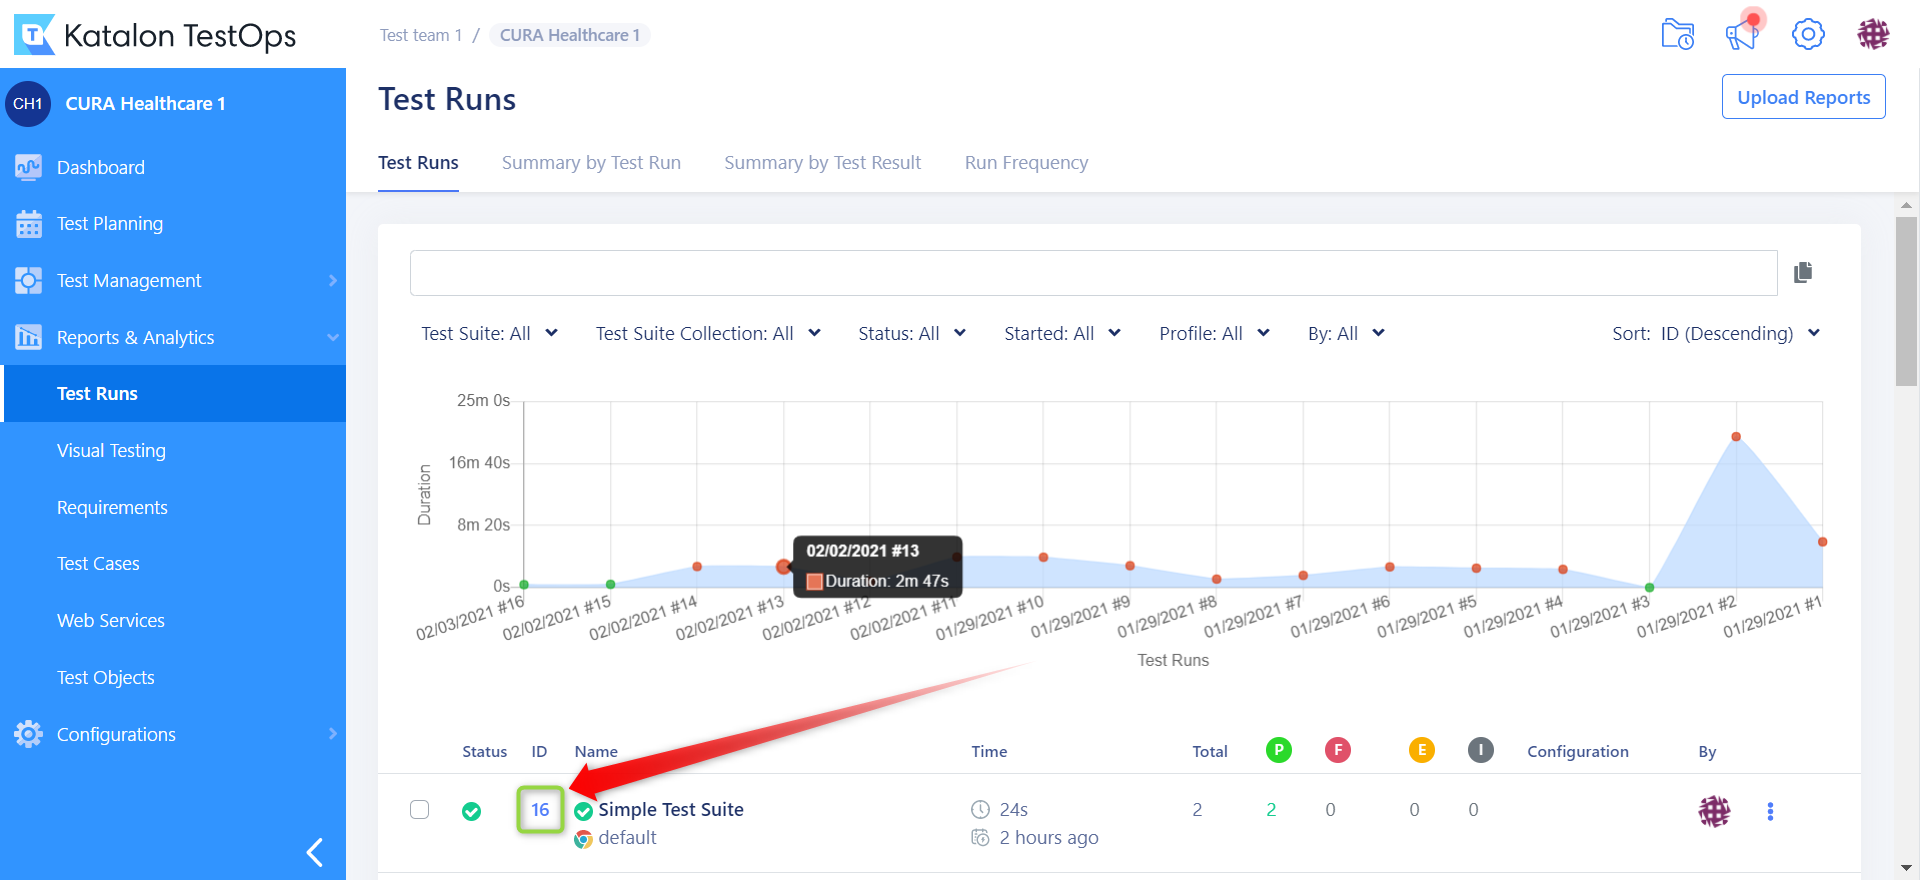 Katalon TestOps
Test team 1 / CURA Healthcare 1
CH1 CURA Healthcare 1
Dashboard
Test Planning
Test Management
Reports & Analytics
Test Runs
Visual Testing
Requirements
Test Cases
Web Services
Test Objects
Configurations
Test Runs
Upload Reports
Test Runs Summary by Test Run Summary by Test Result Run Frequency
Test Suite: All Test Suite Collection: All Status: All Started: All Profile: All By: All Sort: ID (Descending)
Duration
25m 0s
16m 40s
8m 20s
0s
02/02/2021 #13
Duration: 2m 47s
02/03/2021 #16 02/02/2021 #15 02/02/2021 #14 02/02/2021 #13 02/02/2021 #12 02/02/2021 #11 01/29/2021 #10 01/29/2021 #9 01/29/2021 #8 01/29/2021 #7 01/29/2021 #6 01/29/2021 #5 01/29/2021 #4 01/29/2021 #3 01/29/2021 #2 01/29/2021 #1
Test Runs
Status ID Name Time Total P F E I Configuration By
16 Simple Test Suite 24s 2 2 0 0 0
default 2 hours ago